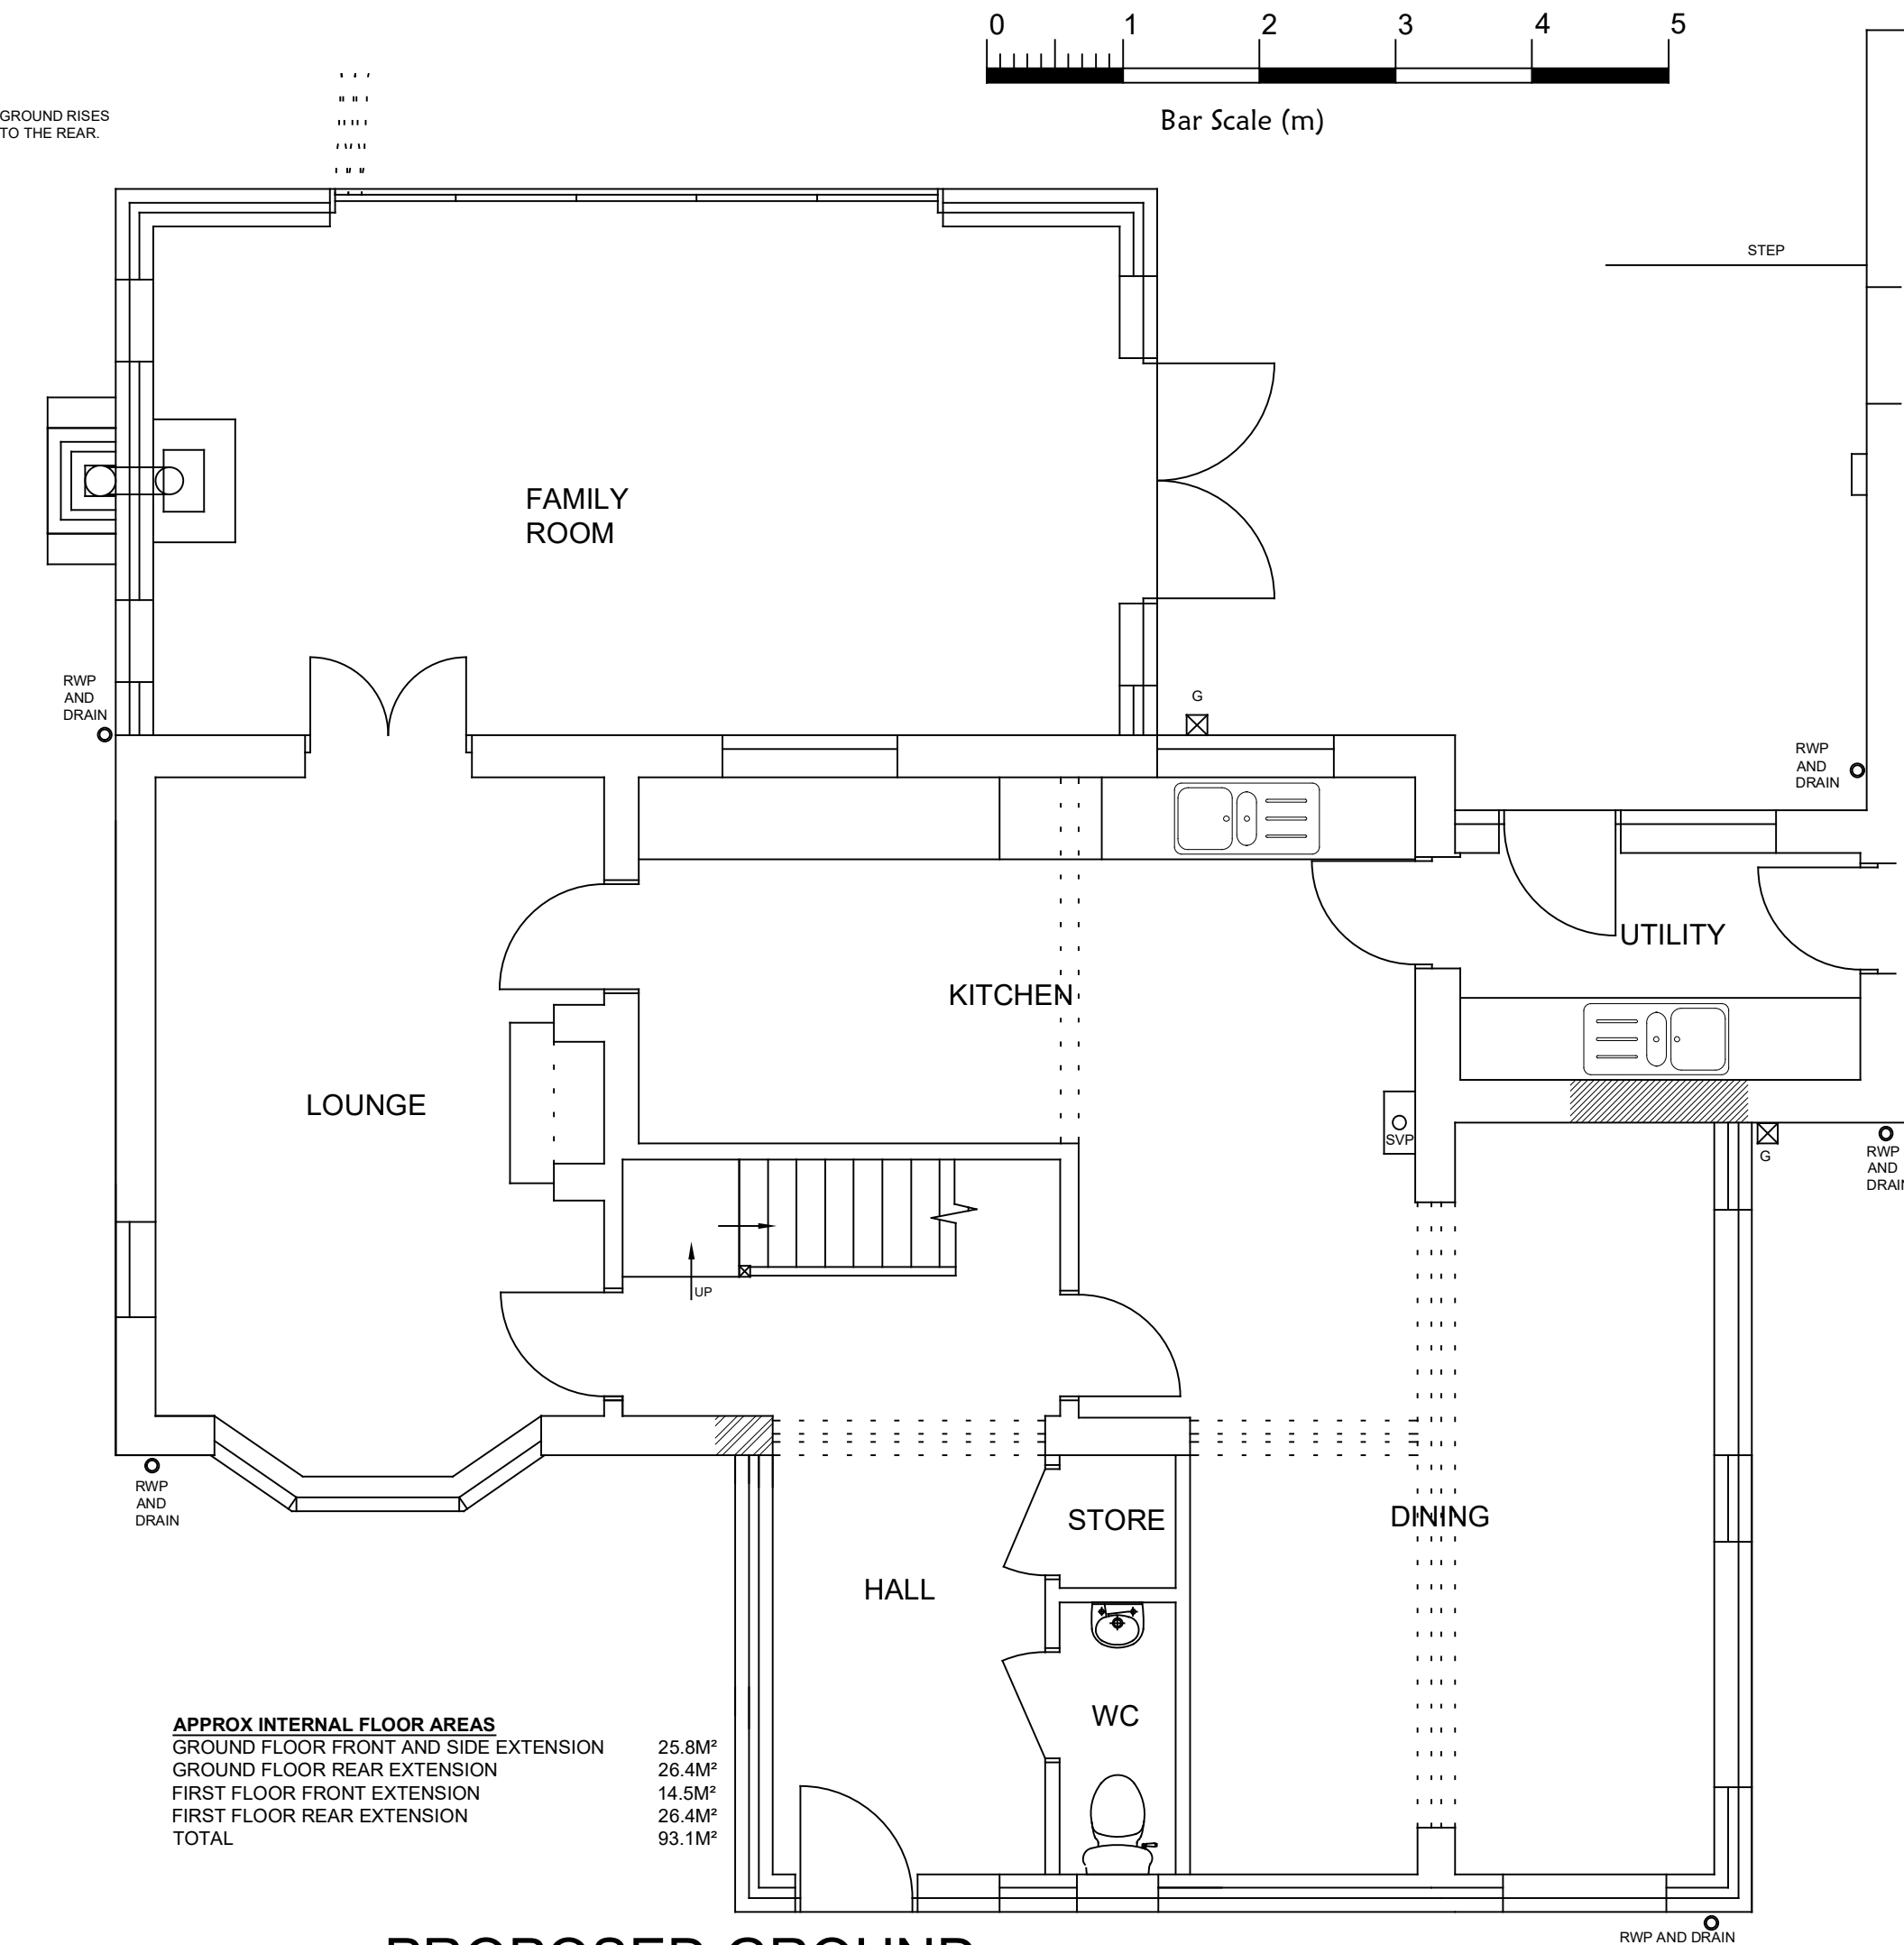 0 1 2 3 4 5
Bar Scale (m)
GROUND RISES
TO THE REAR.
STEP
FAMILY
ROOM
RWP
AND
DRAIN
G
RWP
AND
DRAIN
UTILITY
KITCHEN
LOUNGE
SVP
G
RWP
AND
DRAIN
UP
RWP
AND
DRAIN
STORE
DINING
HALL
WC
APPROX INTERNAL FLOOR AREAS
GROUND FLOOR FRONT AND SIDE EXTENSION 25.8M²
GROUND FLOOR REAR EXTENSION 26.4M²
FIRST FLOOR FRONT EXTENSION 14.5M²
FIRST FLOOR REAR EXTENSION 26.4M²
TOTAL 93.1M²
RWP AND DRAIN
PROPOSED GROUND